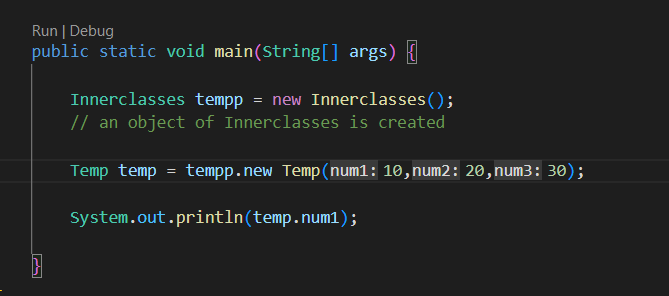 Run | Debug
public static void main(String[] args) {
Innerclasses tempp = new Innerclasses();
// an object of Innerclasses is created
Temp temp = tempp.new Temp(num1: 10,num2: 20,num3: 30);
System.out.println(temp.num1);
}